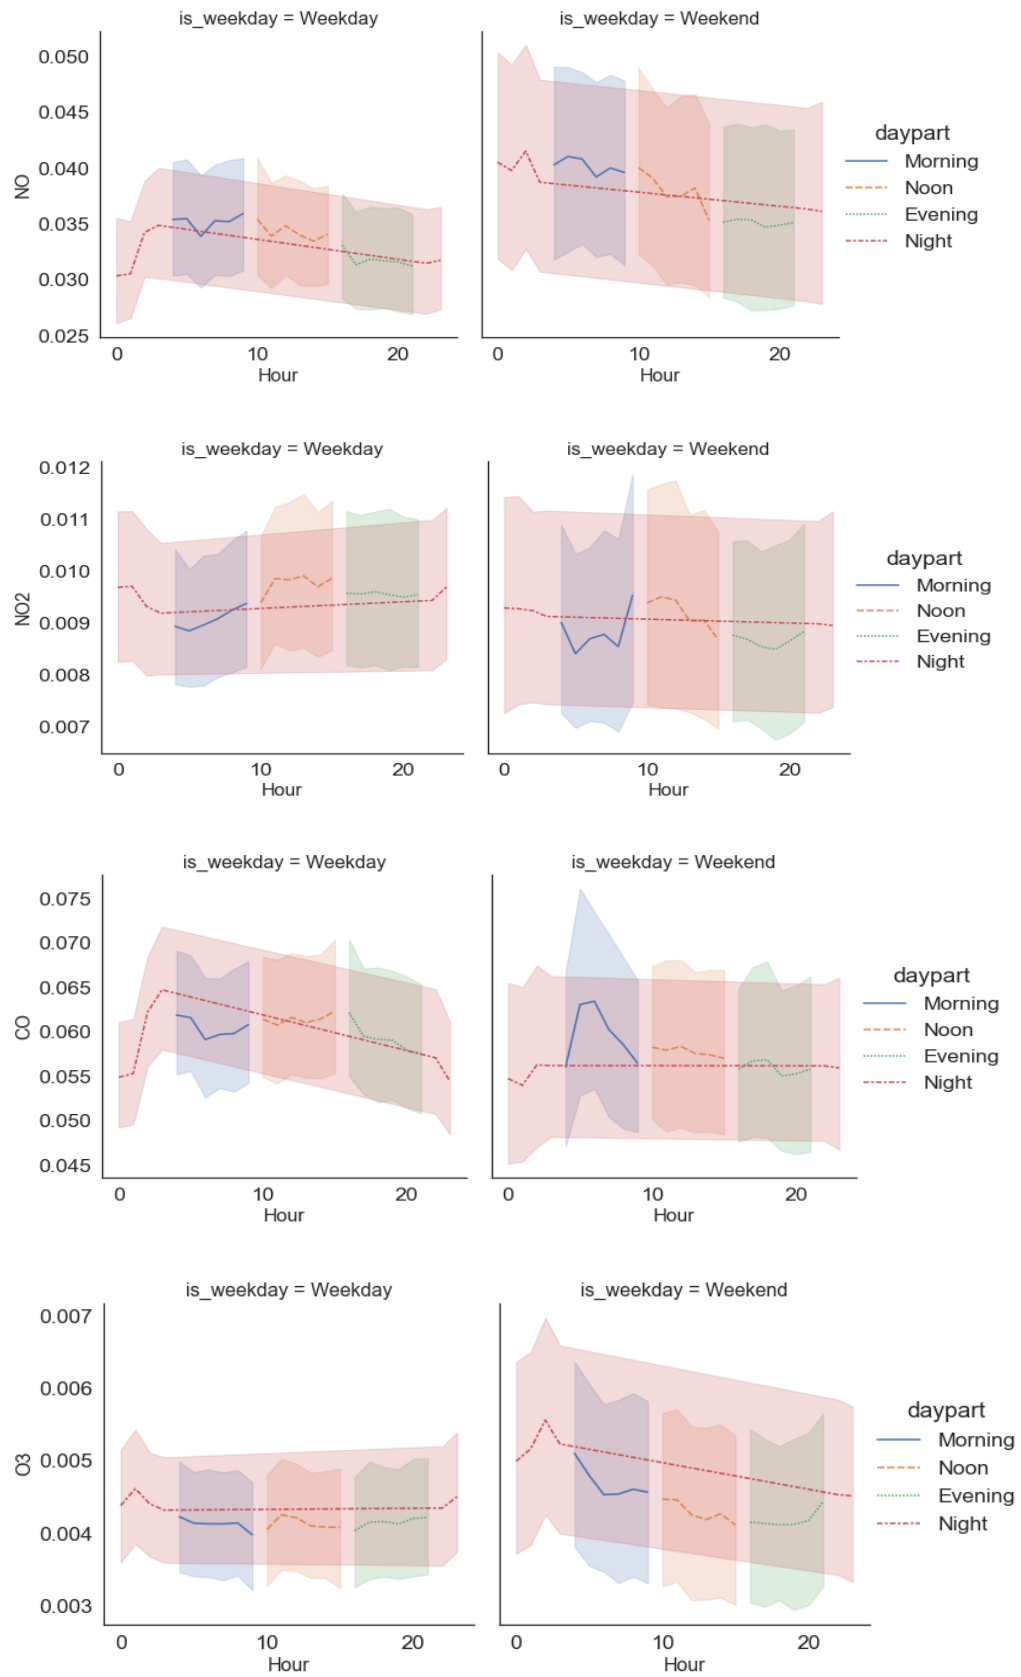 is_weekday = Weekday
is_weekday = Weekend
0.050
0.045
0.040
0.035
0.030
0.025
NO
0
10
20
Hour
0
10
20
Hour
daypart
Morning
Noon
Evening
Night
is_weekday = Weekday
is_weekday = Weekend
0.012
0.011
0.010
0.009
0.008
0.007
NO2
0
10
20
Hour
0
10
20
Hour
daypart
Morning
Noon
Evening
Night
is_weekday = Weekday
is_weekday = Weekend
0.075
0.070
0.065
0.060
0.055
0.050
0.045
CO
0
10
20
Hour
0
10
20
Hour
daypart
Morning
Noon
Evening
Night
is_weekday = Weekday
is_weekday = Weekend
0.007
0.006
0.005
0.004
0.003
O3
0
10
20
Hour
0
10
20
Hour
daypart
Morning
Noon
Evening
Night